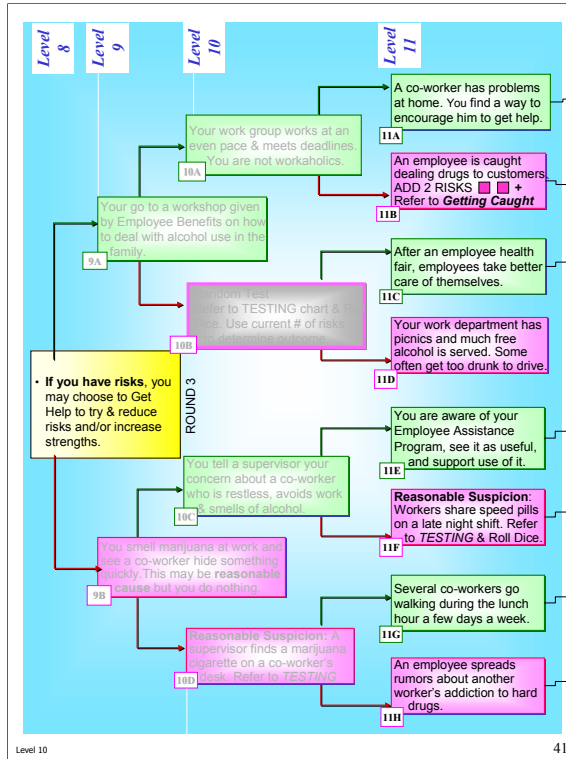 Level 8
Level 9
Level 10
Level 11
A co-worker has problems
at home. You find a way to
encourage him to get help.
11A
Your work group works at an
even pace & meets deadlines.
You are not workaholics.
10A
An employee is caught
dealing drugs to customers
ADD 2 RISKS +
Refer to Getting Caught
11B
Your go to a workshop given
by Employee Benefits on how
to deal with alcohol use in the
family.
9A
After an employee health
fair, employees take better
care of themselves.
11C
Test
Refer to TESTING chart &
Use current # of risks
determine outcome
10B
Your work department has
picnics and much free
alcohol is served. Some
often get too drunk to drive.
11D
• If you have risks, you
may choose to Get
Help to try & reduce
risks and/or increase
strengths.
ROUND 3
You are aware of your
Employee Assistance
Program, see it as useful,
and support use of it.
11E
You tell a supervisor your
concern about a co-worker
who is restless, avoids work
& smells of alcohol.
10C
Reasonable Suspicion:
Workers share speed pills
on a late night shift. Refer
to TESTING & Roll Dice.
11F
You smell marijuana at work and
see a co-worker hide something
quickly.This may be reasonable
cause but you do nothing.
9B
Several co-workers go
walking during the lunch
hour a few days a week.
11G
Reasonable Suspicion: A
supervisor finds a marijuana
cigarette on a co-worker's
desk. Refer to TESTING
10D
An employee spreads
rumors about another
worker's addiction to hard
drugs.
11H
Level 10
41